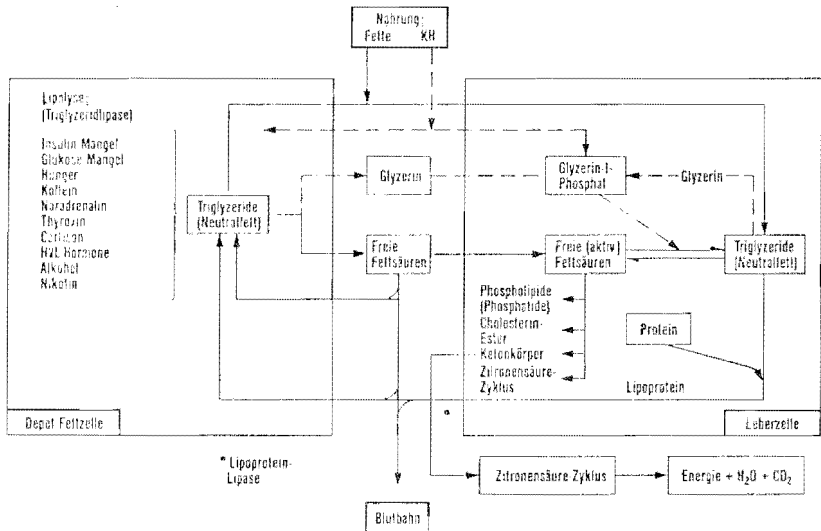 Nahrung:
Fette KH
Lipolyse:
(Triglyzeridlipase)
Insulin Mangel
Glukose Mangel
Hunger
Koffein
Noradrenalin
Thyroxin
Cortison
HVL Hormone
Alkohol
Nikotin
Triglyzeride
(Neutralfett)
Glyzerin
Freie
Fettsäuren
Glyzerin-1-
Phosphat
Glyzerin
Freie (aktiv)
Fettsäuren
Triglyzeride
(Neutralfett)
Phospholipide
(Phosphatide)
Cholesterin-
Ester
Ketonkörper
Zitronensäure-
Zyklus
Protein
Lipoprotein
*
Depot Fettzelle
Leberzelle
* Lipoprotein-
Lipase
Zitronensäure Zyklus
Energie + H₂O + CO₂
Blutbahn